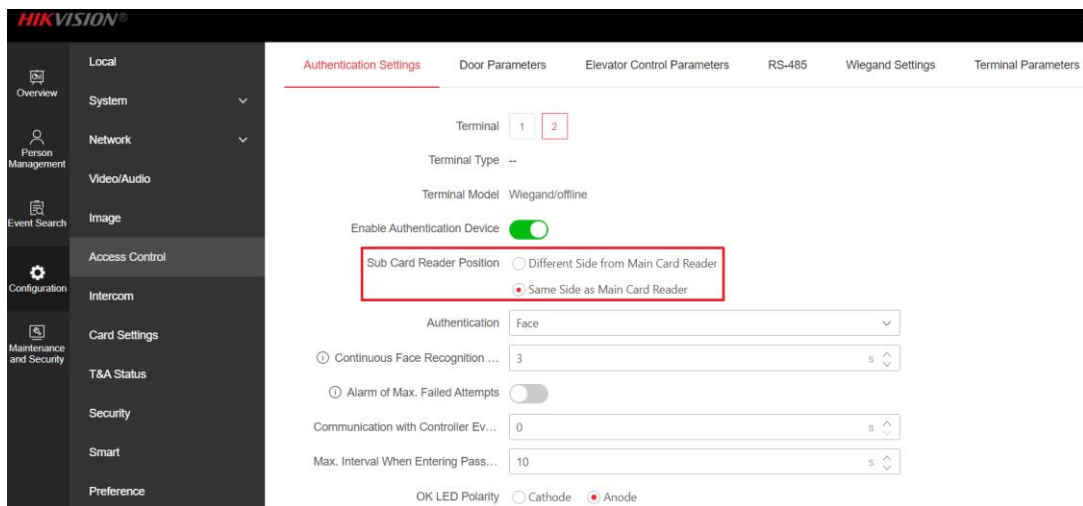 HIKVISION®
Overview
Person
Management
Event Search
Configuration
Maintenance
and Security
Local
System
Network
Video/Audio
Image
Access Control
Intercom
Card Settings
T&A Status
Security
Smart
Preference
Authentication Settings Door Parameters Elevator Control Parameters RS-485 Wiegand Settings Terminal Parameters
Terminal 1 2
Terminal Type --
Terminal Model Wiegand/offline
Enable Authentication Device
Sub Card Reader Position Different Side from Main Card Reader
Same Side as Main Card Reader
Authentication Face
Continuous Face Recognition ... 3 s
Alarm of Max. Failed Attempts
Communication with Controller Ev... 0 s
Max. Interval When Entering Pass... 10 s
OK LED Polarity Cathode Anode